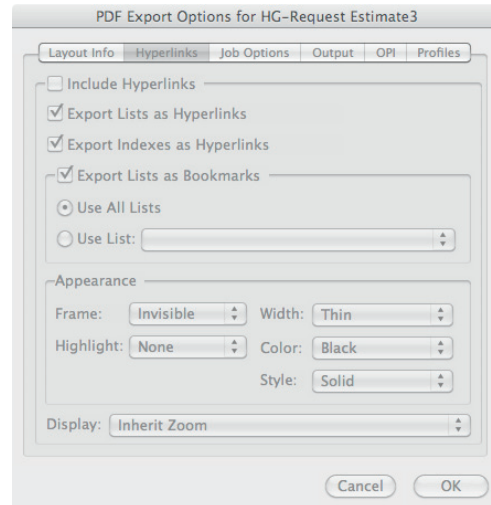 PDF Export Options for HG-Request Estimate3
Layout Info Hyperlinks Job Options Output OPI Profiles
Include Hyperlinks
Export Lists as Hyperlinks
Export Indexes as Hyperlinks
Export Lists as Bookmarks
Use All Lists
Use List:
Appearance
Frame: Invisible Width: Thin
Highlight: None Color: Black
Style: Solid
Display: Inherit Zoom
Cancel OK